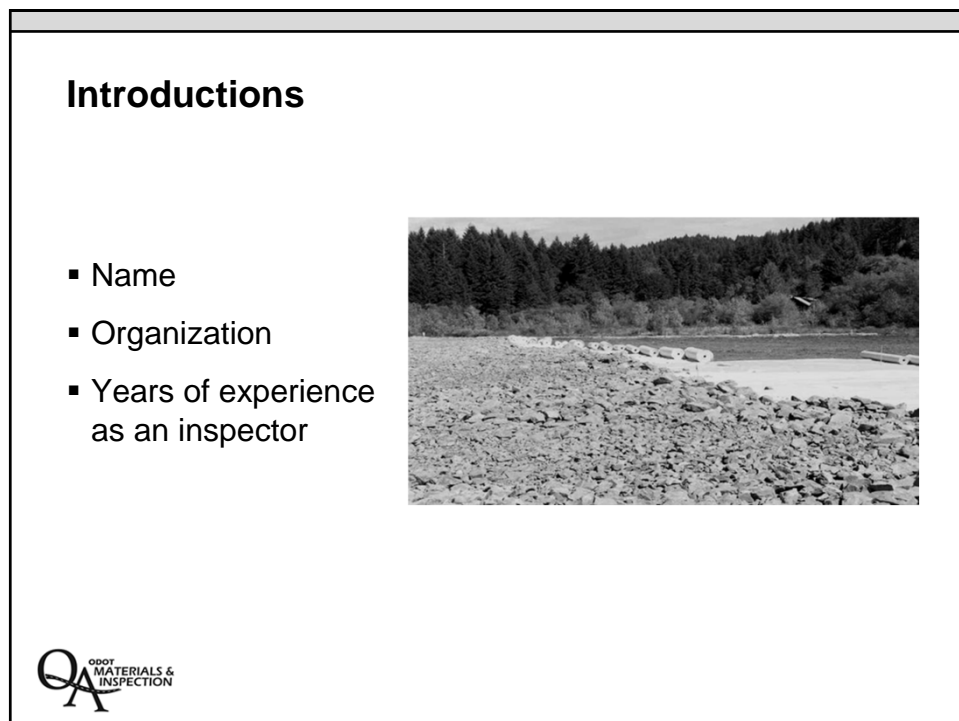 Introductions
▪ Name
▪ Organization
▪ Years of experience
as an inspector
QA
ODOT
MATERIALS &
INSPECTION